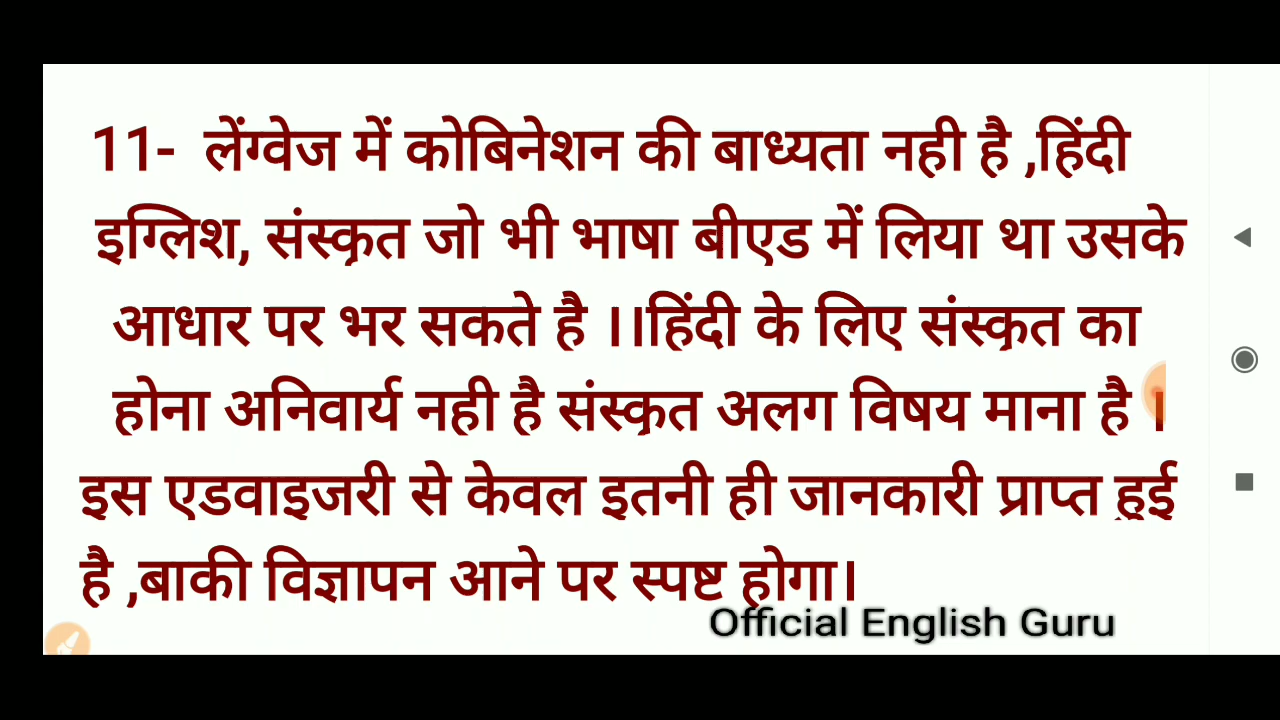 11- लेंग्वेज में कोबिनेशन की बाध्यता नही है ,हिंदी
इग्लिश, संस्कृत जो भी भाषा बीएड में लिया था उसके
आधार पर भर सकते है ।।हिंदी के लिए संस्कृत का
होना अनिवार्य नही है संस्कृत अलग विषय माना है ।
इस एडवाइजरी से केवल इतनी ही जानकारी प्राप्त हुई
है ,बाकी विज्ञापन आने पर स्पष्ट होगा।
Official English Guru